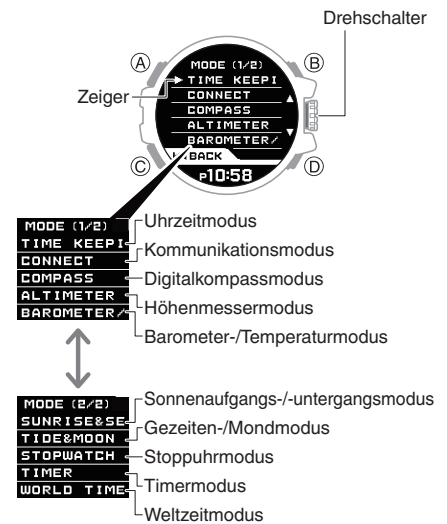 Drehschalter
A
B
MODE (1/2)
TIME KEEPI
Zeiger
CONNECT
COMPASS
ALTIMETER
BAROMETER/
BACK
C
D
P10:58
MODE (1/2)
Uhrzeitmodus
TIME KEEPI
Kommunikationsmodus
CONNECT
COMPASS
Digitalkompassmodus
ALTIMETER
Höhenmessermodus
BAROMETER/
Barometer-/Temperaturmodus
MODE (2/2)
Sonnenaufgangs-/-untergangsmodus
SUNRISE&SE
Gezeiten-/Mondmodus
TIDE&MOON
STOPWATCH
Stoppuhrmodus
TIMER
Timermodus
WORLD TIME
Weltzeitmodus